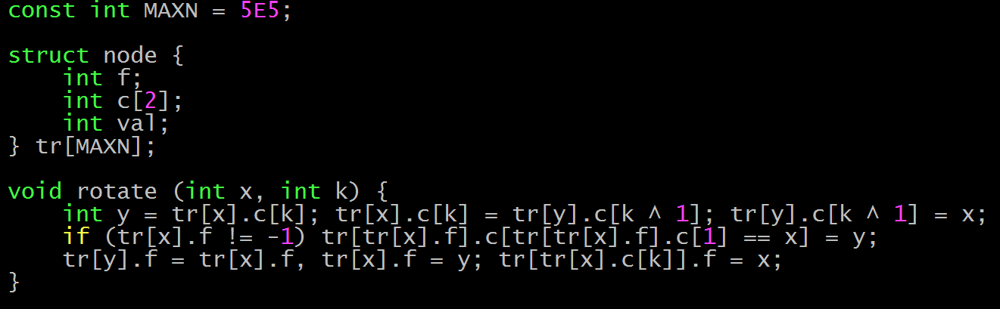 const int MAXN = 5E5;
struct node {
    int f;
    int c[2];
    int val;
} tr[MAXN];
void rotate (int x, int k) {
    int y = tr[x].c[k]; tr[x].c[k] = tr[y].c[k ^ 1]; tr[y].c[k ^ 1] = x;
    if (tr[x].f != -1) tr[tr[x].f].c[tr[tr[x].f].c[1] == x] = y;
    tr[y].f = tr[x].f, tr[x].f = y; tr[tr[x].c[k]].f = x;
}